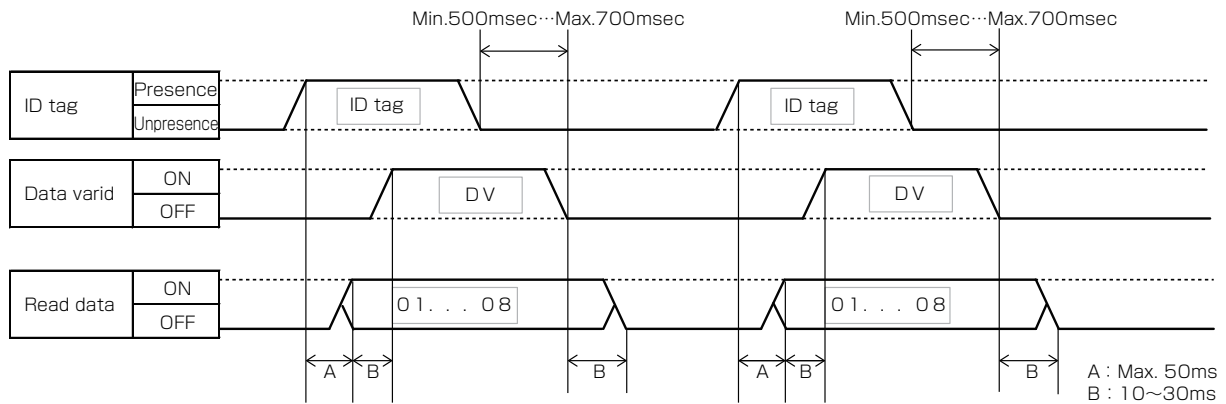 Min.500msec…Max.700msec Min.500msec…Max.700msec
ID tag Presence Unpresence ID tag ID tag
Data varid ON OFF DV DV
Read data ON OFF 01...08 01...08
A B B A B B
A：Max. 50ms
B：10～30ms